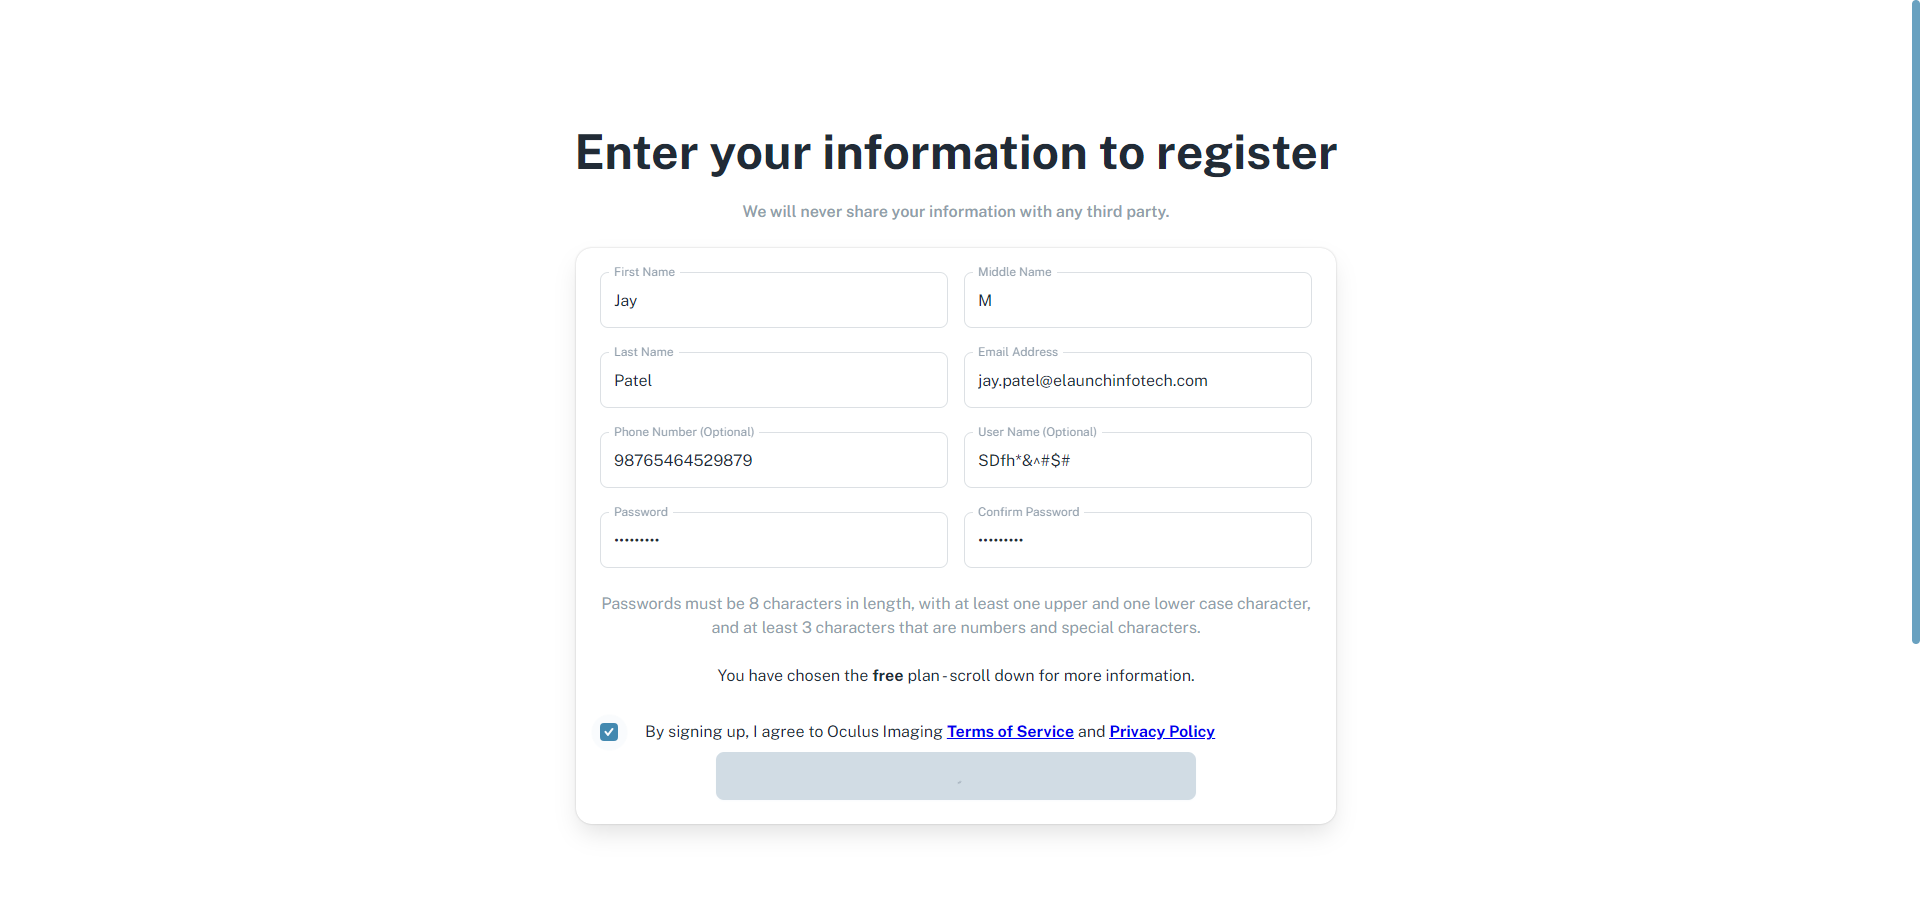 Enter your information to register
We will never share your information with any third party.
First Name
Jay
Middle Name
M
Last Name
Patel
Email Address
jay.patel@elaunchinfotech.com
Phone Number (Optional)
98765464529879
User Name (Optional)
SDfh*&^#$#
Password
•••••••••
Confirm Password
•••••••••
Passwords must be 8 characters in length, with at least one upper and one lower case character,
and at least 3 characters that are numbers and special characters.
You have chosen the free plan - scroll down for more information.
By signing up, I agree to Oculus Imaging Terms of Service and Privacy Policy